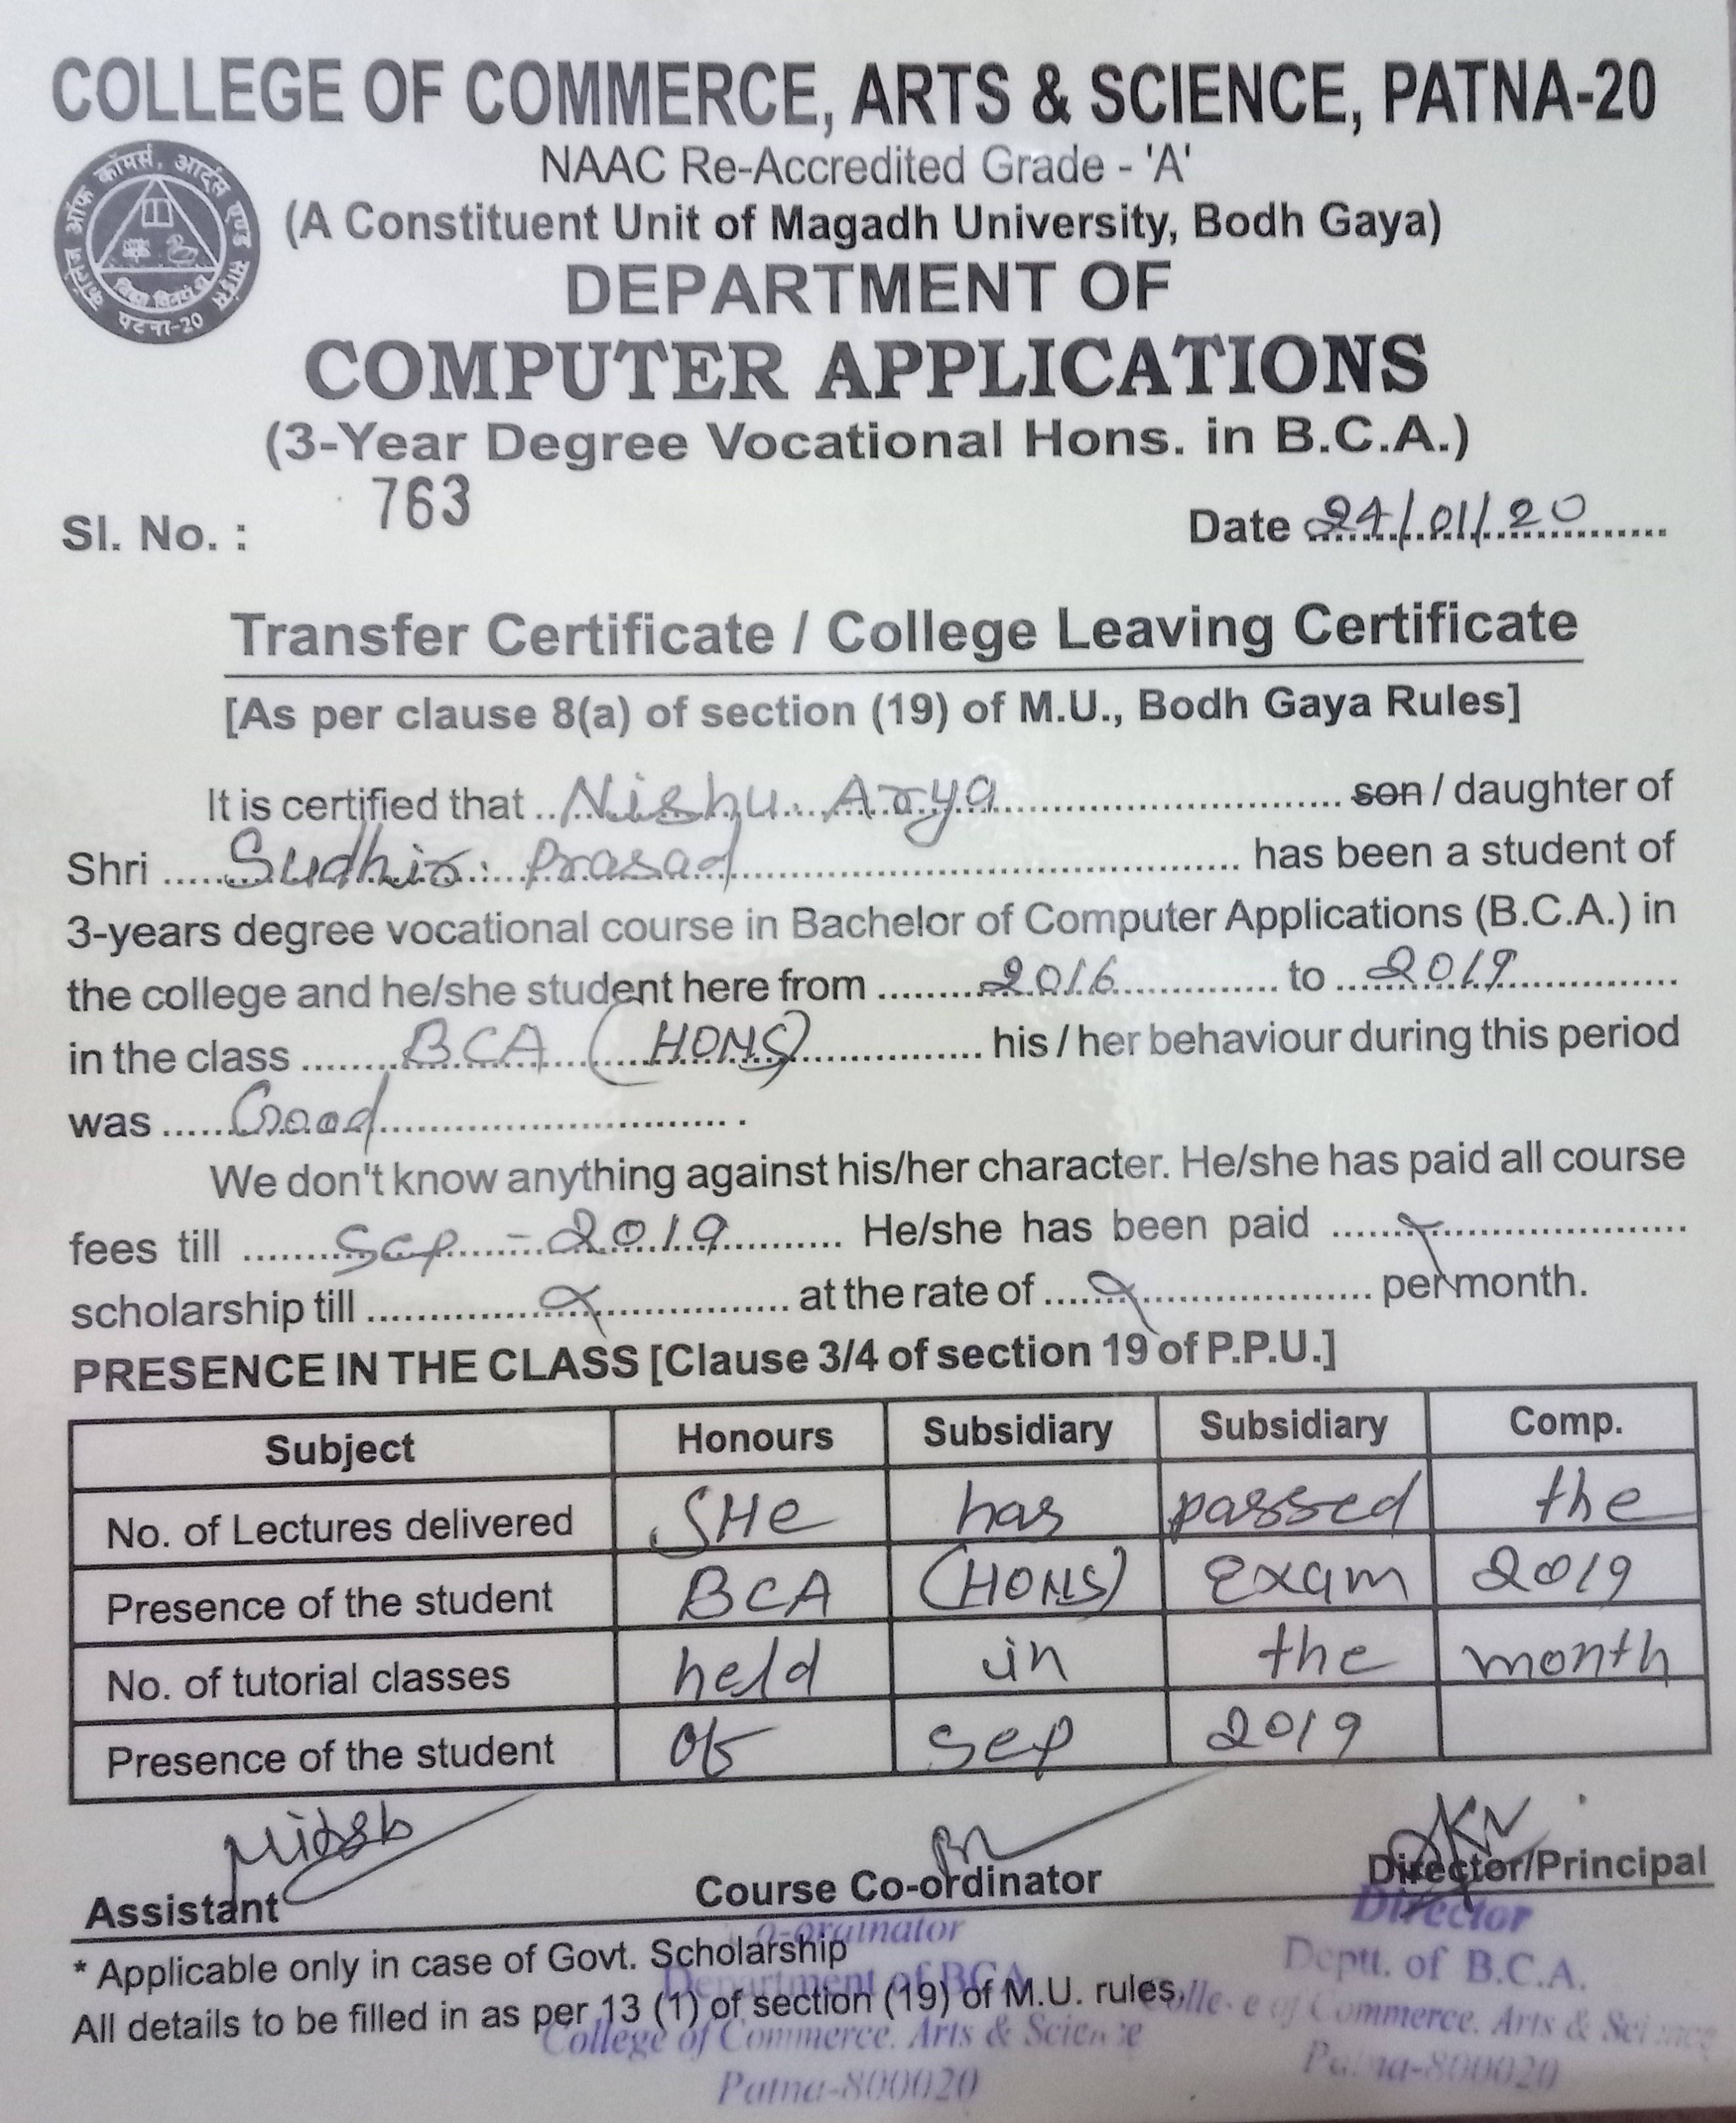 COLLEGE OF COMMERCE, ARTS & SCIENCE, PATNA-20
NAAC Re-Accredited Grade - 'A'
(A Constituent Unit of Magadh University, Bodh Gaya)
कॉलेज ऑफ कॉमर्स, आर्ट्स एण्ड साइंस
पटना-20
DEPARTMENT OF
COMPUTER APPLICATIONS
(3-Year Degree Vocational Hons. in B.C.A.)
Sl. No. : 763 Date 24/01/20
Transfer Certificate / College Leaving Certificate
[As per clause 8(a) of section (19) of M.U., Bodh Gaya Rules]
It is certified that Nishu Arya son / daughter of
Shri Sudhir Prasad has been a student of
3-years degree vocational course in Bachelor of Computer Applications (B.C.A.) in
the college and he/she student here from 2016 to 2019
in the class BCA (HONS) his / her behaviour during this period
was Good .
We don't know anything against his/her character. He/she has paid all course
fees till Sep - 2019 He/she has been paid
scholarship till at the rate of per month.
PRESENCE IN THE CLASS [Clause 3/4 of section 19 of P.P.U.]
Subject Honours Subsidiary Subsidiary Comp.
No. of Lectures delivered SHe has passed the
Presence of the student BCA (HONS) Exam 2019
No. of tutorial classes held in the month
Presence of the student of Sep 2019
Assistant Course Co-ordinator Director/Principal
* Applicable only in case of Govt. Scholarship
All details to be filled in as per 13 (1) of section (19) of M.U. rules.
o-ordinator
Department of BCA
College of Commerce. Arts & Science
Patna-800020
Director
Deptt. of B.C.A.
College of Commerce. Arts & Science
Patna-800020